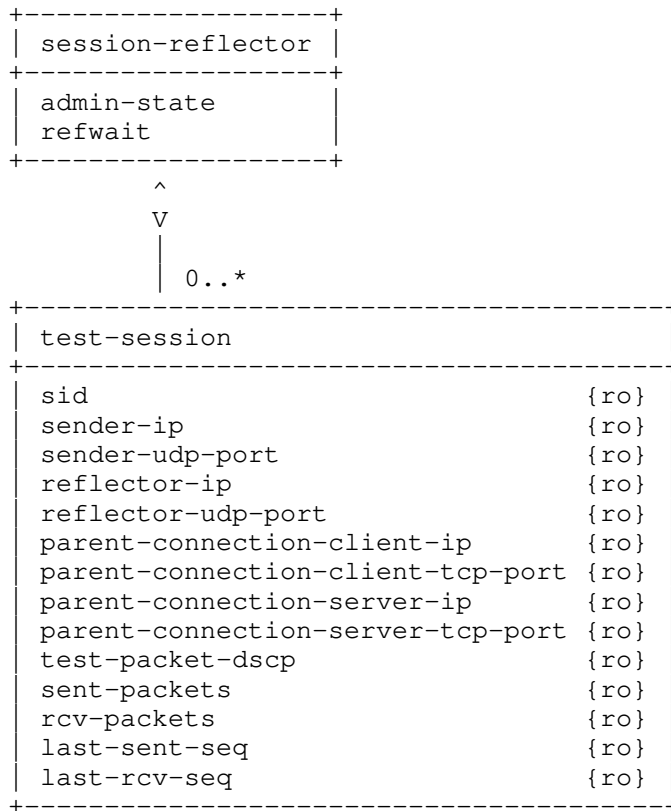 session-reflector
admin-state
refwait
0..*
test-session
sid {ro}
sender-ip {ro}
sender-udp-port {ro}
reflector-ip {ro}
reflector-udp-port {ro}
parent-connection-client-ip {ro}
parent-connection-client-tcp-port {ro}
parent-connection-server-ip {ro}
parent-connection-server-tcp-port {ro}
test-packet-dscp {ro}
sent-packets {ro}
rcv-packets {ro}
last-sent-seq {ro}
last-rcv-seq {ro}